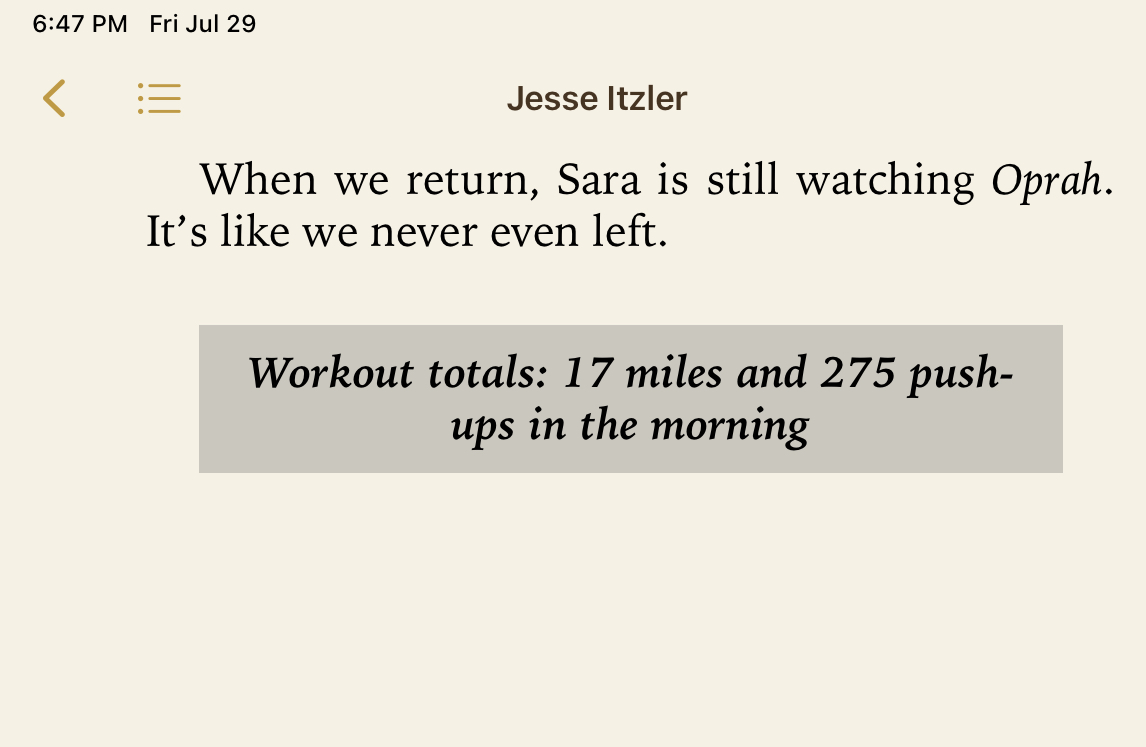 6:47 PM Fri Jul 29
Jesse Itzler
When we return, Sara is still watching Oprah.
It’s like we never even left.
Workout totals: 17 miles and 275 push-
ups in the morning